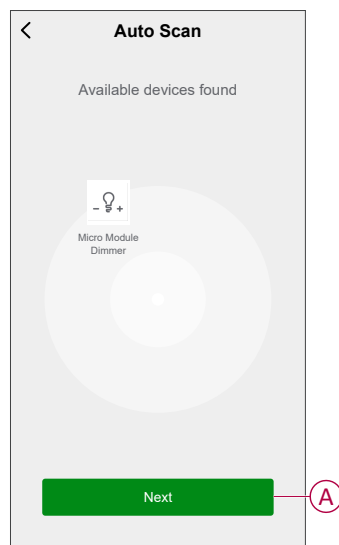 Auto Scan
Available devices found
Micro Module
Dimmer
Next
A